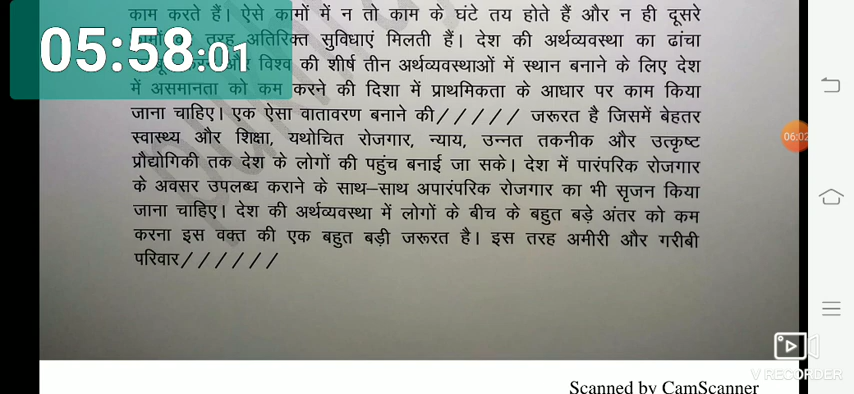 काम करते हैं। ऐसे कामों में न तो काम के घंटे तय होते हैं और न ही दूसरे
तरह अतिरिक्त सुविधाएं मिलती हैं। देश की अर्थव्यवस्था का ढांचा
और विश्व की शीर्ष तीन अर्थव्यवस्थाओं में स्थान बनाने के लिए देश
में असमानता को कम करने की दिशा में प्राथमिकता के आधार पर काम किया
जाना चाहिए। एक ऐसा वातावरण बनाने की///// जरूरत है जिसमें बेहतर
स्वास्थ्य और शिक्षा, यथोचित रोजगार, न्याय, उन्नत तकनीक और उत्कृष्ट
प्रौद्योगिकी तक देश के लोगों की पहुंच बनाई जा सके। देश में पारंपरिक रोजगार
के अवसर उपलब्ध कराने के साथ–साथ अपारंपरिक रोजगार का भी सृजन किया
जाना चाहिए। देश की अर्थव्यवस्था में लोगों के बीच के बहुत बड़े अंतर को कम
करना इस वक्त की एक बहुत बड़ी जरूरत है। इस तरह अमीरी और गरीबी
परिवार//////
05:58:01
06:02
V RECORDER
Scanned by CamScanner